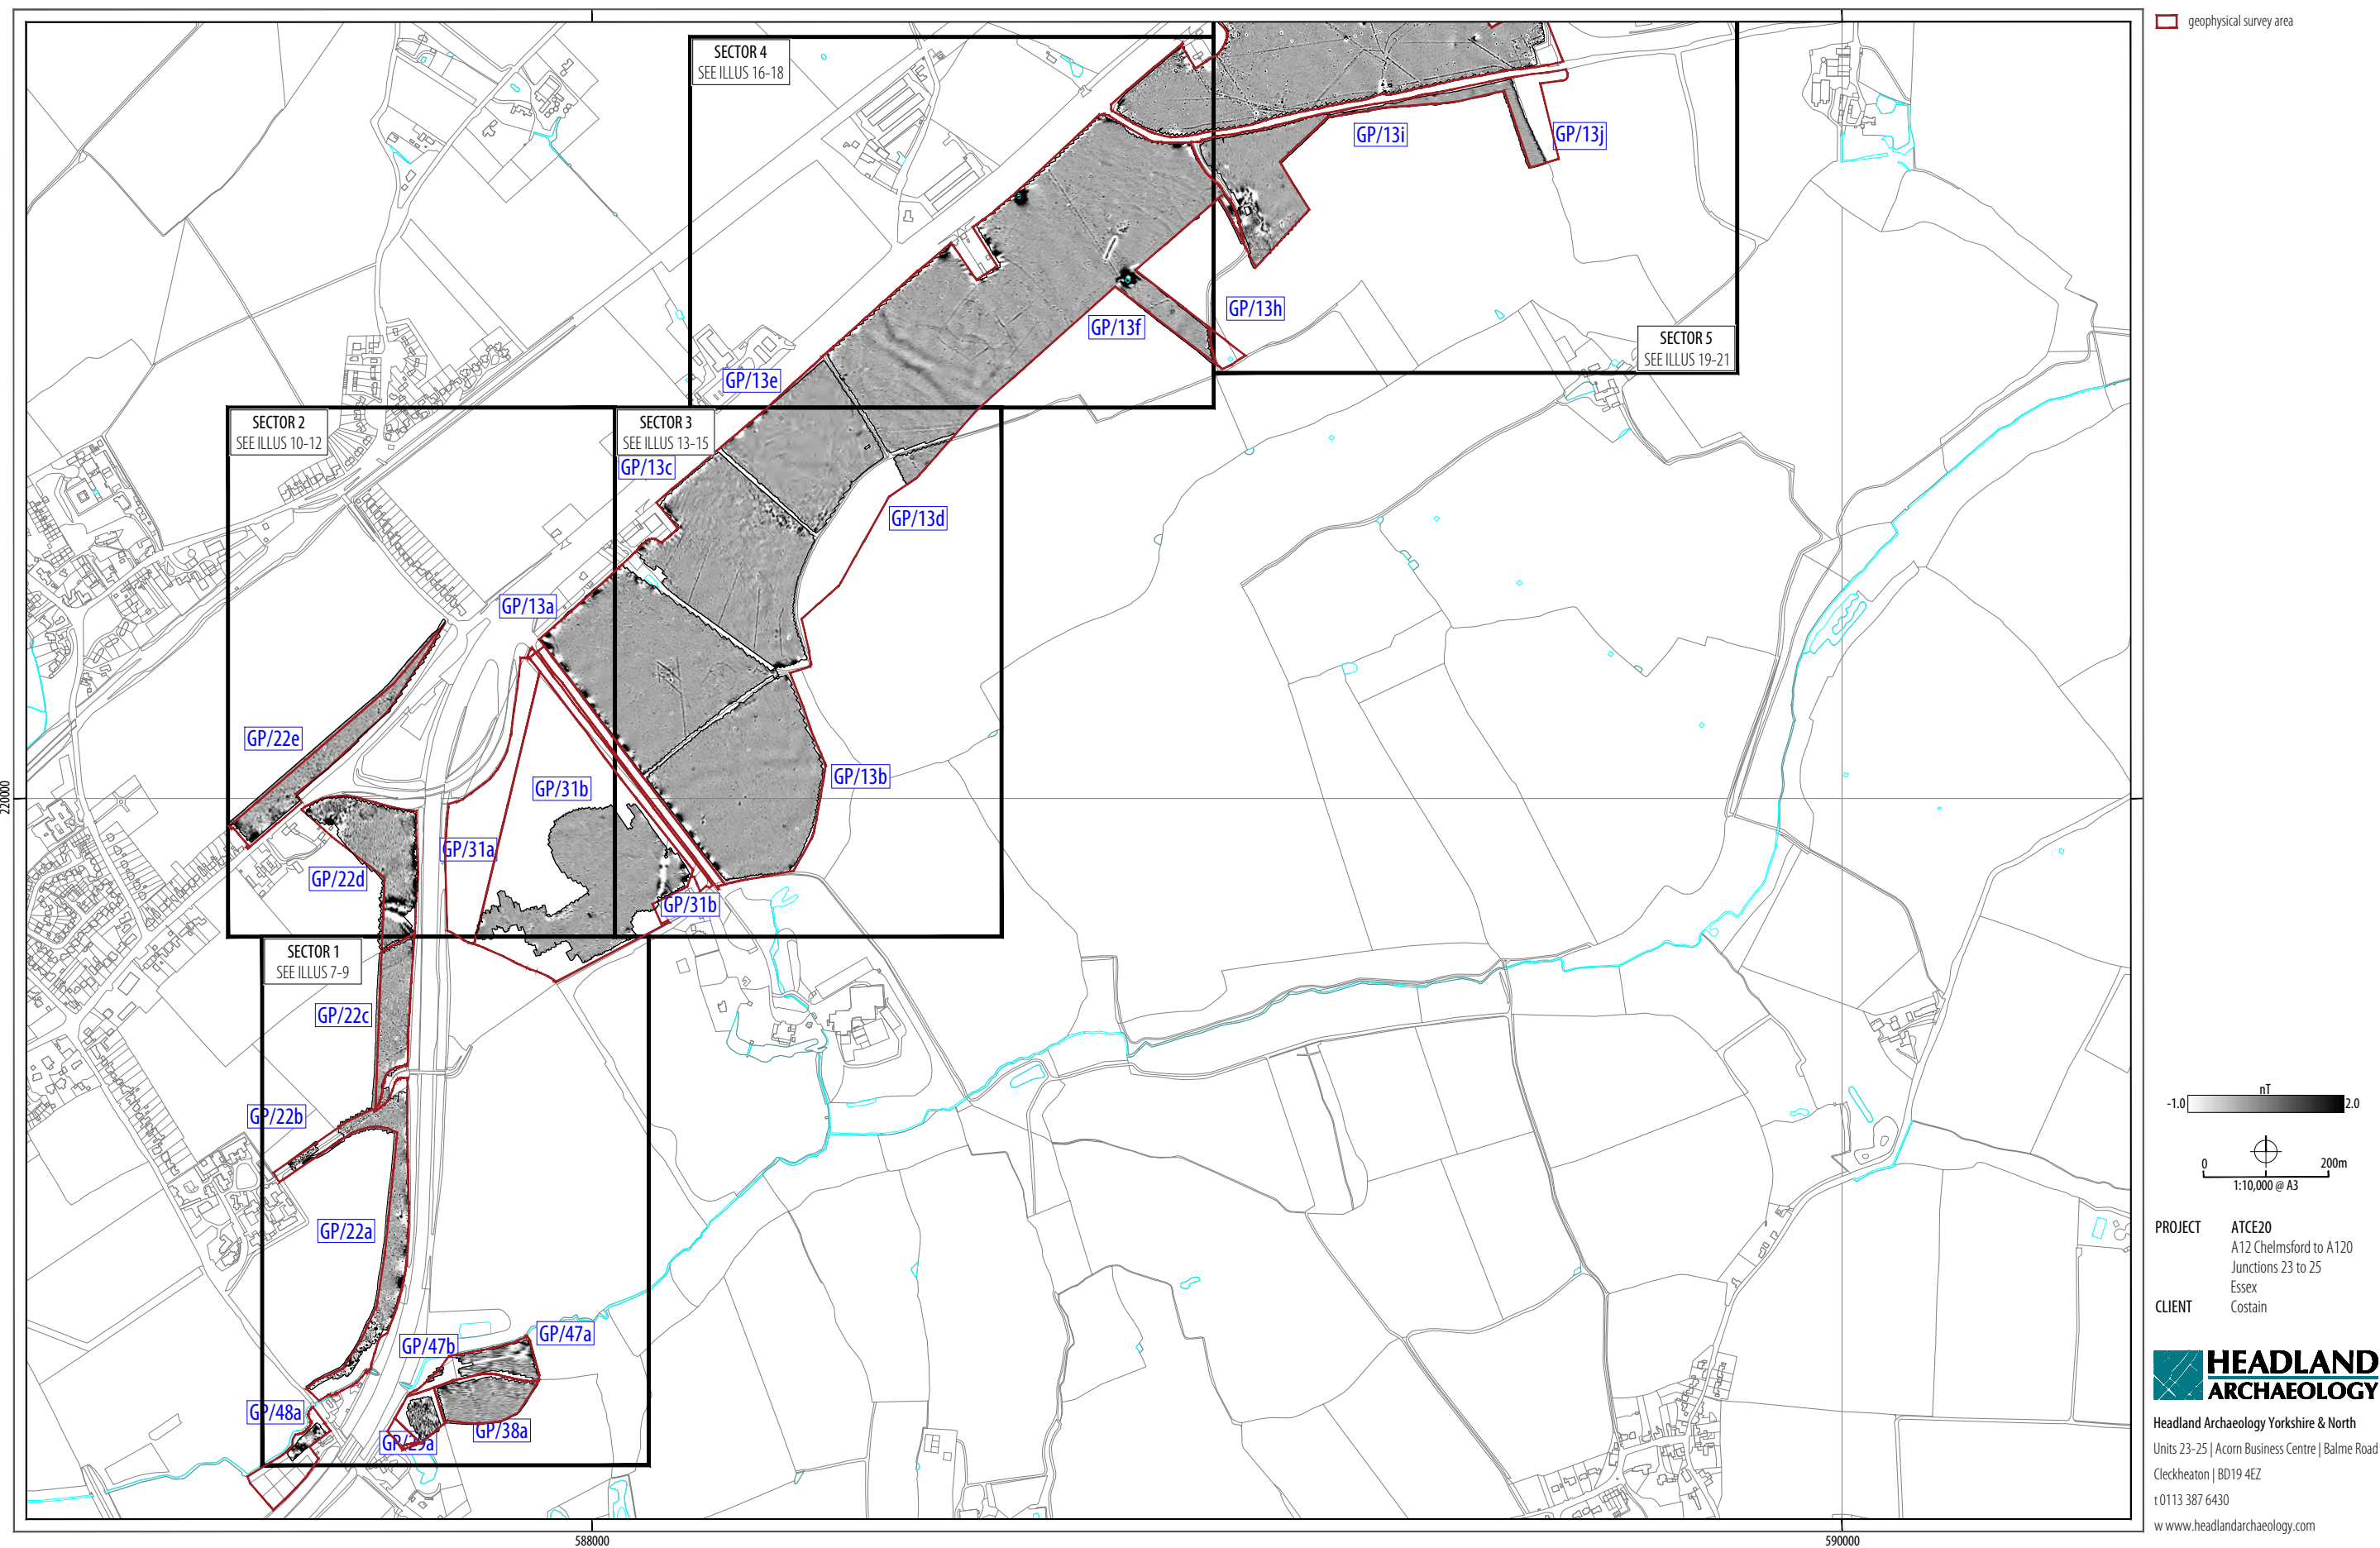 geophysical survey area
SECTOR 4
SEE ILLUS 16-18
GP/13i
GP/13j
GP/13h
GP/13f
SECTOR 5
SEE ILLUS 19-21
GP/13e
SECTOR 2
SEE ILLUS 10-12
SECTOR 3
SEE ILLUS 13-15
GP/13c
GP/13d
GP/13a
GP/22e
GP/31b
GP/13b
220000
GP/31a
GP/22d
GP/31b
SECTOR 1
SEE ILLUS 7-9
GP/22c
GP/22b
GP/22a
GP/47a
GP/47b
GP/48a
GP/38a
GP/29a
588000
590000
nT
-1.0 2.0
0 200m
1:10,000 @ A3
PROJECT ATCE20
A12 Chelmsford to A120
Junctions 23 to 25
Essex
CLIENT Costain
HEADLAND
ARCHAEOLOGY
Headland Archaeology Yorkshire & North
Units 23-25 | Acorn Business Centre | Balme Road
Cleckheaton | BD19 4EZ
t 0113 387 6430
w www.headlandarchaeology.com